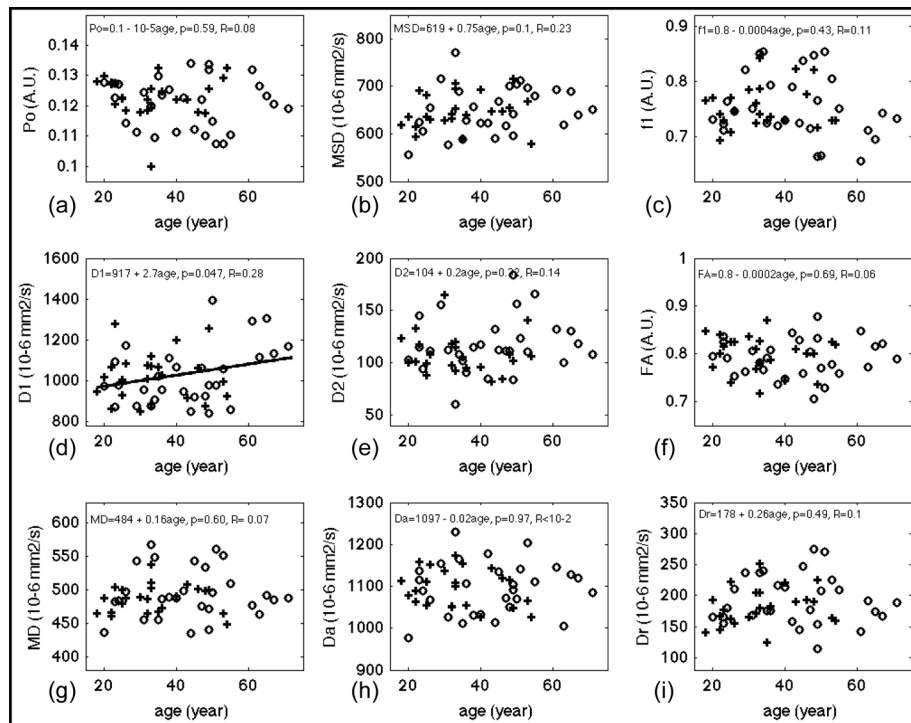 Po=0.1 - 10-5age, p=0.59, R=0.08
0.14
0.13
0.12
0.11
0.1
Po (A.U.)
20 40 60
age (year)
(a)
MSD=619 + 0.75age, p=0.1, R=0.23
800
700
600
500
MSD (10-6 mm2/s)
20 40 60
age (year)
(b)
f1=0.8 - 0.0004age, p=0.43, R=0.11
0.9
0.8
0.7
f1 (A.U.)
20 40 60
age (year)
(c)
D1=917 + 2.7age, p=0.047, R=0.28
1600
1400
1200
1000
800
D1 (10-6 mm2/s)
20 40 60
age (year)
(d)
D2=104 + 0.2age, R=0.14
200
150
100
50
D2 (10-6 mm2/s)
20 40 60
age (year)
(e)
FA=0.8 - 0.0002age, p=0.69, R=0.06
1
0.9
0.8
0.7
FA (A.U.)
20 40 60
age (year)
(f)
MD=484 + 0.16age, p=0.60, R= 0.07
600
550
500
450
400
MD (10-6 mm2/s)
20 40 60
age (year)
(g)
Da=1097 - 0.02age, p=0.97, R<10-2
1300
1200
1100
1000
900
Da (10-6 mm2/s)
20 40 60
age (year)
(h)
Dr=178 + 0.26age, p=0.49, R=0.1
350
300
250
200
150
100
Dr (10-6 mm2/s)
20 40 60
age (year)
(i)